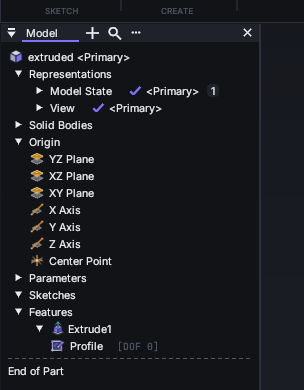 SKETCH CREATE
Model
extruded <Primary>
Representations
Model State <Primary> 1
View <Primary>
Solid Bodies
Origin
YZ Plane
XZ Plane
XY Plane
X Axis
Y Axis
Z Axis
Center Point
Parameters
Sketches
Features
Extrude1
Profile [DOF 0]
End of Part